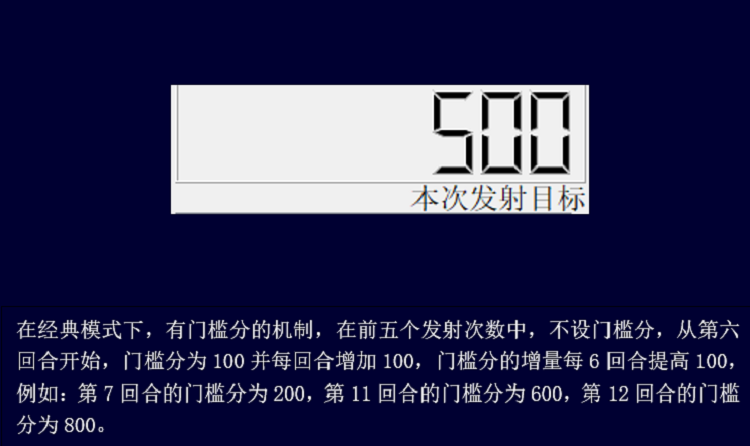 500
本次发射目标
在经典模式下，有门槛分的机制，在前五个发射次数中，不设门槛分，从第六
回合开始，门槛分为 100 并每回合增加 100，门槛分的增量每 6 回合提高 100，
例如：第 7 回合的门槛分为 200，第 11 回合的门槛分为 600，第 12 回合的门槛
分为 800。